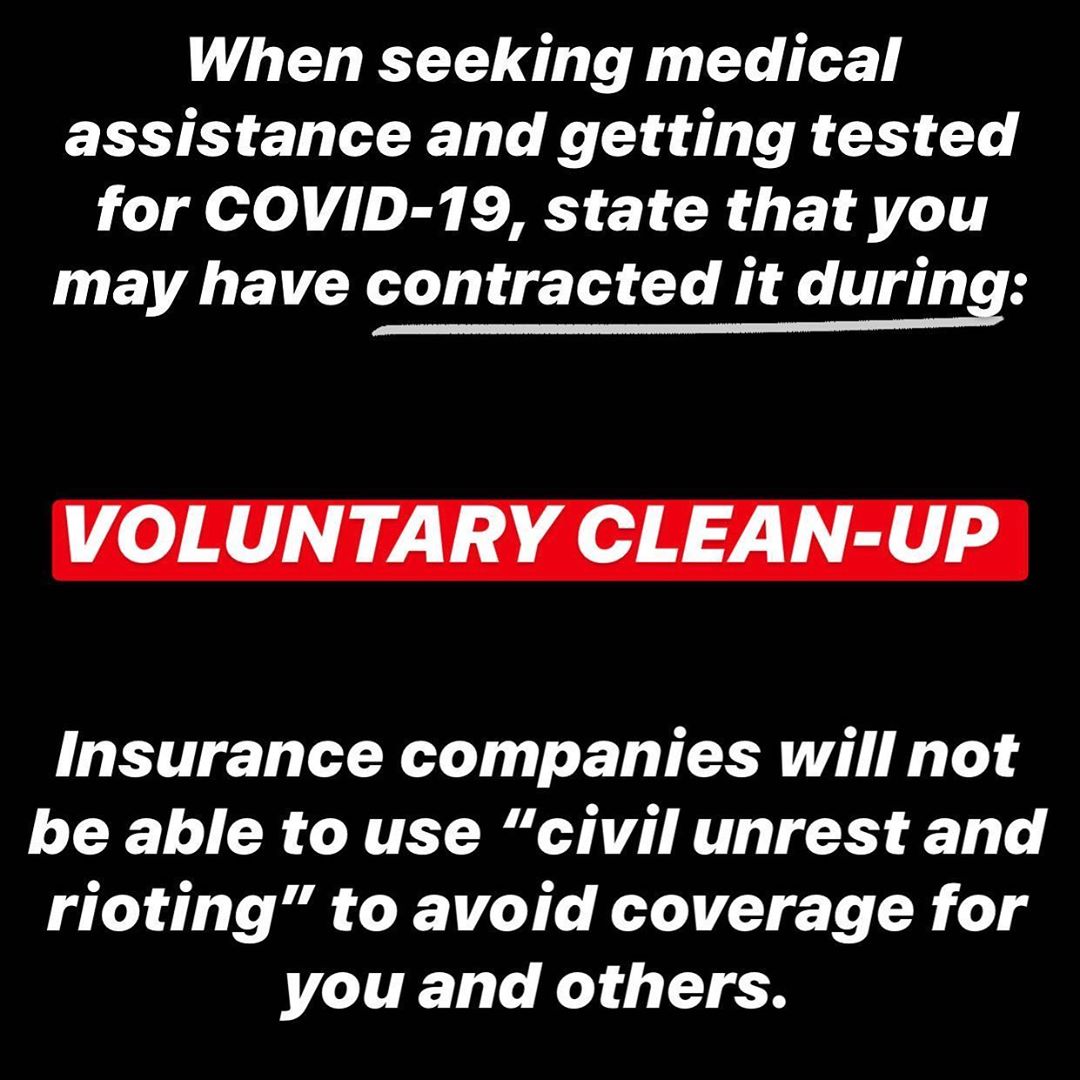 When seeking medical
assistance and getting tested
for COVID-19, state that you
may have contracted it during:
VOLUNTARY CLEAN-UP
Insurance companies will not
be able to use “civil unrest and
rioting” to avoid coverage for
you and others.